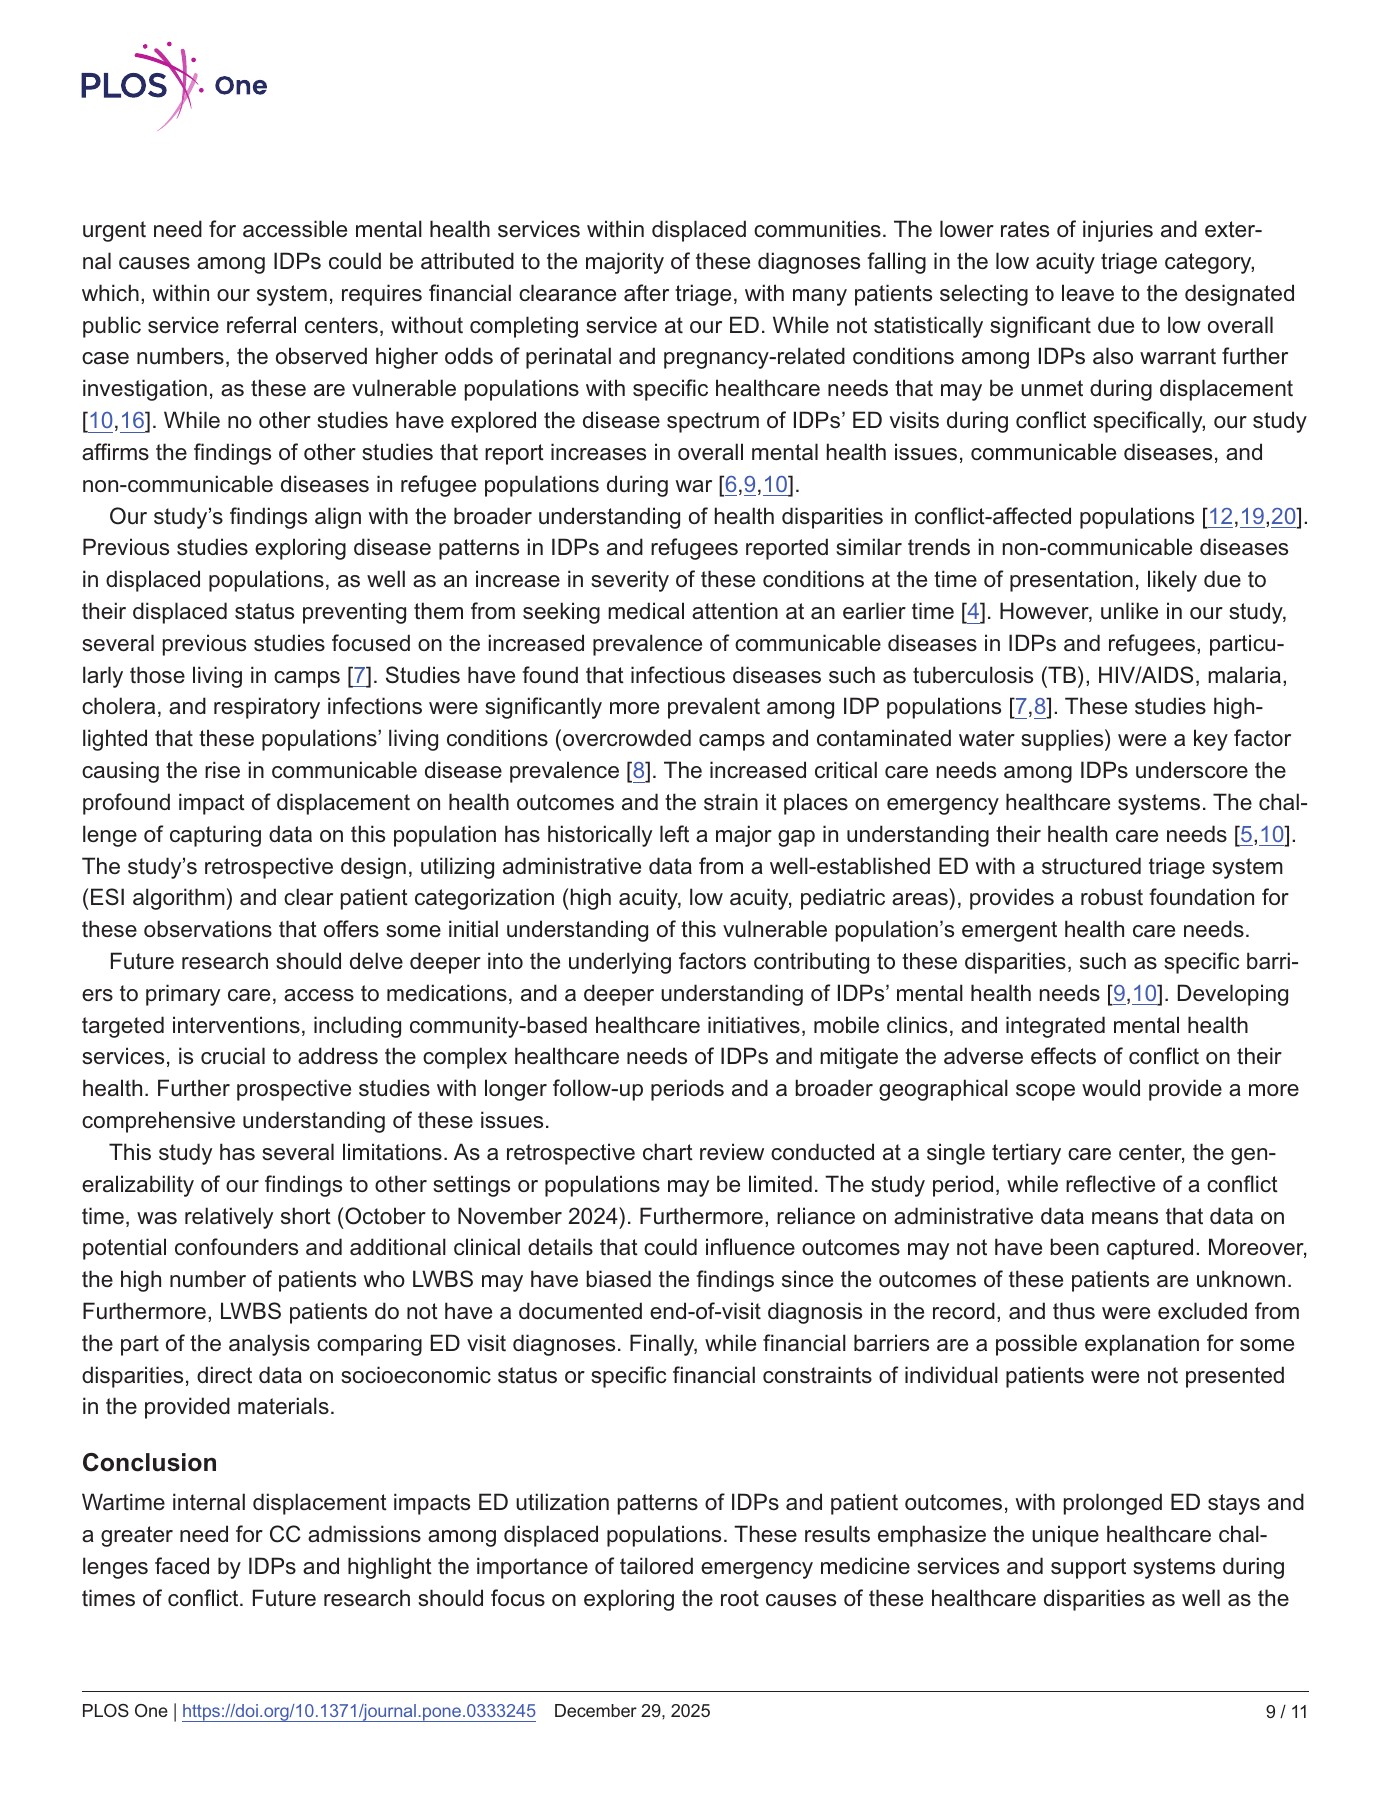 PLOS One
urgent need for accessible mental health services within displaced communities. The lower rates of injuries and exter-
nal causes among IDPs could be attributed to the majority of these diagnoses falling in the low acuity triage category,
which, within our system, requires financial clearance after triage, with many patients selecting to leave to the designated
public service referral centers, without completing service at our ED. While not statistically significant due to low overall
case numbers, the observed higher odds of perinatal and pregnancy-related conditions among IDPs also warrant further
investigation, as these are vulnerable populations with specific healthcare needs that may be unmet during displacement
[10,16]. While no other studies have explored the disease spectrum of IDPs’ ED visits during conflict specifically, our study
affirms the findings of other studies that report increases in overall mental health issues, communicable diseases, and
non-communicable diseases in refugee populations during war [6,9,10].
Our study’s findings align with the broader understanding of health disparities in conflict-affected populations [12,19,20].
Previous studies exploring disease patterns in IDPs and refugees reported similar trends in non-communicable diseases
in displaced populations, as well as an increase in severity of these conditions at the time of presentation, likely due to
their displaced status preventing them from seeking medical attention at an earlier time [4]. However, unlike in our study,
several previous studies focused on the increased prevalence of communicable diseases in IDPs and refugees, particu-
larly those living in camps [7]. Studies have found that infectious diseases such as tuberculosis (TB), HIV/AIDS, malaria,
cholera, and respiratory infections were significantly more prevalent among IDP populations [7,8]. These studies high-
lighted that these populations’ living conditions (overcrowded camps and contaminated water supplies) were a key factor
causing the rise in communicable disease prevalence [8]. The increased critical care needs among IDPs underscore the
profound impact of displacement on health outcomes and the strain it places on emergency healthcare systems. The chal-
lenge of capturing data on this population has historically left a major gap in understanding their health care needs [5,10].
The study’s retrospective design, utilizing administrative data from a well-established ED with a structured triage system
(ESI algorithm) and clear patient categorization (high acuity, low acuity, pediatric areas), provides a robust foundation for
these observations that offers some initial understanding of this vulnerable population’s emergent health care needs.
Future research should delve deeper into the underlying factors contributing to these disparities, such as specific barri-
ers to primary care, access to medications, and a deeper understanding of IDPs’ mental health needs [9,10]. Developing
targeted interventions, including community-based healthcare initiatives, mobile clinics, and integrated mental health
services, is crucial to address the complex healthcare needs of IDPs and mitigate the adverse effects of conflict on their
health. Further prospective studies with longer follow-up periods and a broader geographical scope would provide a more
comprehensive understanding of these issues.
This study has several limitations. As a retrospective chart review conducted at a single tertiary care center, the gen-
eralizability of our findings to other settings or populations may be limited. The study period, while reflective of a conflict
time, was relatively short (October to November 2024). Furthermore, reliance on administrative data means that data on
potential confounders and additional clinical details that could influence outcomes may not have been captured. Moreover,
the high number of patients who LWBS may have biased the findings since the outcomes of these patients are unknown.
Furthermore, LWBS patients do not have a documented end-of-visit diagnosis in the record, and thus were excluded from
the part of the analysis comparing ED visit diagnoses. Finally, while financial barriers are a possible explanation for some
disparities, direct data on socioeconomic status or specific financial constraints of individual patients were not presented
in the provided materials.
Conclusion
Wartime internal displacement impacts ED utilization patterns of IDPs and patient outcomes, with prolonged ED stays and
a greater need for CC admissions among displaced populations. These results emphasize the unique healthcare chal-
lenges faced by IDPs and highlight the importance of tailored emergency medicine services and support systems during
times of conflict. Future research should focus on exploring the root causes of these healthcare disparities as well as the
PLOS One | https://doi.org/10.1371/journal.pone.0333245 December 29, 2025 9 / 11